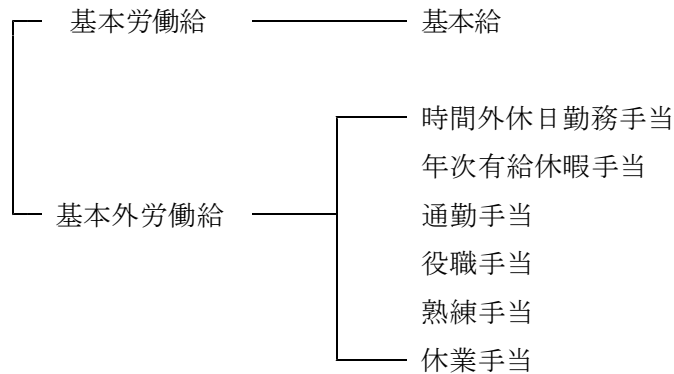 基本労働給 基本給
時間外休日勤務手当
年次有給休暇手当
基本外労働給 通勤手当
役職手当
熟練手当
休業手当